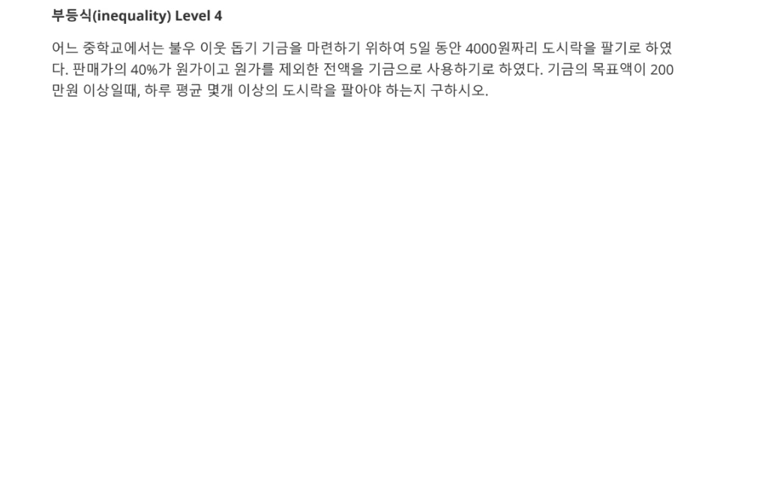 부등식(inequality) Level 4
어느 중학교에서는 불우 이웃 돕기 기금을 마련하기 위하여 5일 동안 4000원짜리 도시락을 팔기로 하였
다. 판매가의 40%가 원가이고 원가를 제외한 전액을 기금으로 사용하기로 하였다. 기금의 목표액이 200
만원 이상일때, 하루 평균 몇개 이상의 도시락을 팔아야 하는지 구하시오.